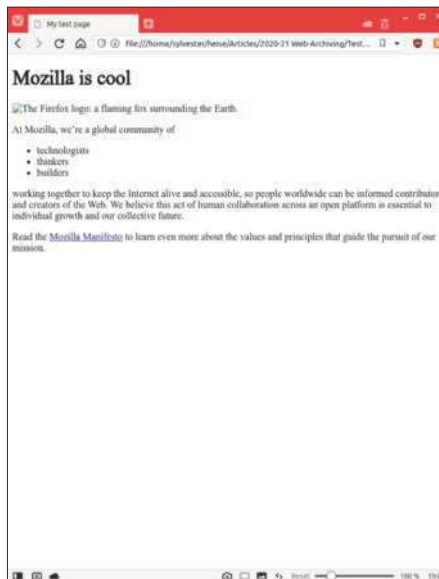 My test page
file:///home/sylvester/heise/Articles/2020-21 Web-Archiving/Test...
Mozilla is cool
The Firefox logo: a flaming fox surrounding the Earth.
At Mozilla, we're a global community of
• technologists
• thinkers
• builders
working together to keep the Internet alive and accessible, so people worldwide can be informed contributor
and creators of the Web. We believe this act of human collaboration across an open platform is essential to
individual growth and our collective future.
Read the Mozilla Manifesto to learn even more about the values and principles that guide the pursuit of our
mission.
Reset
100 %